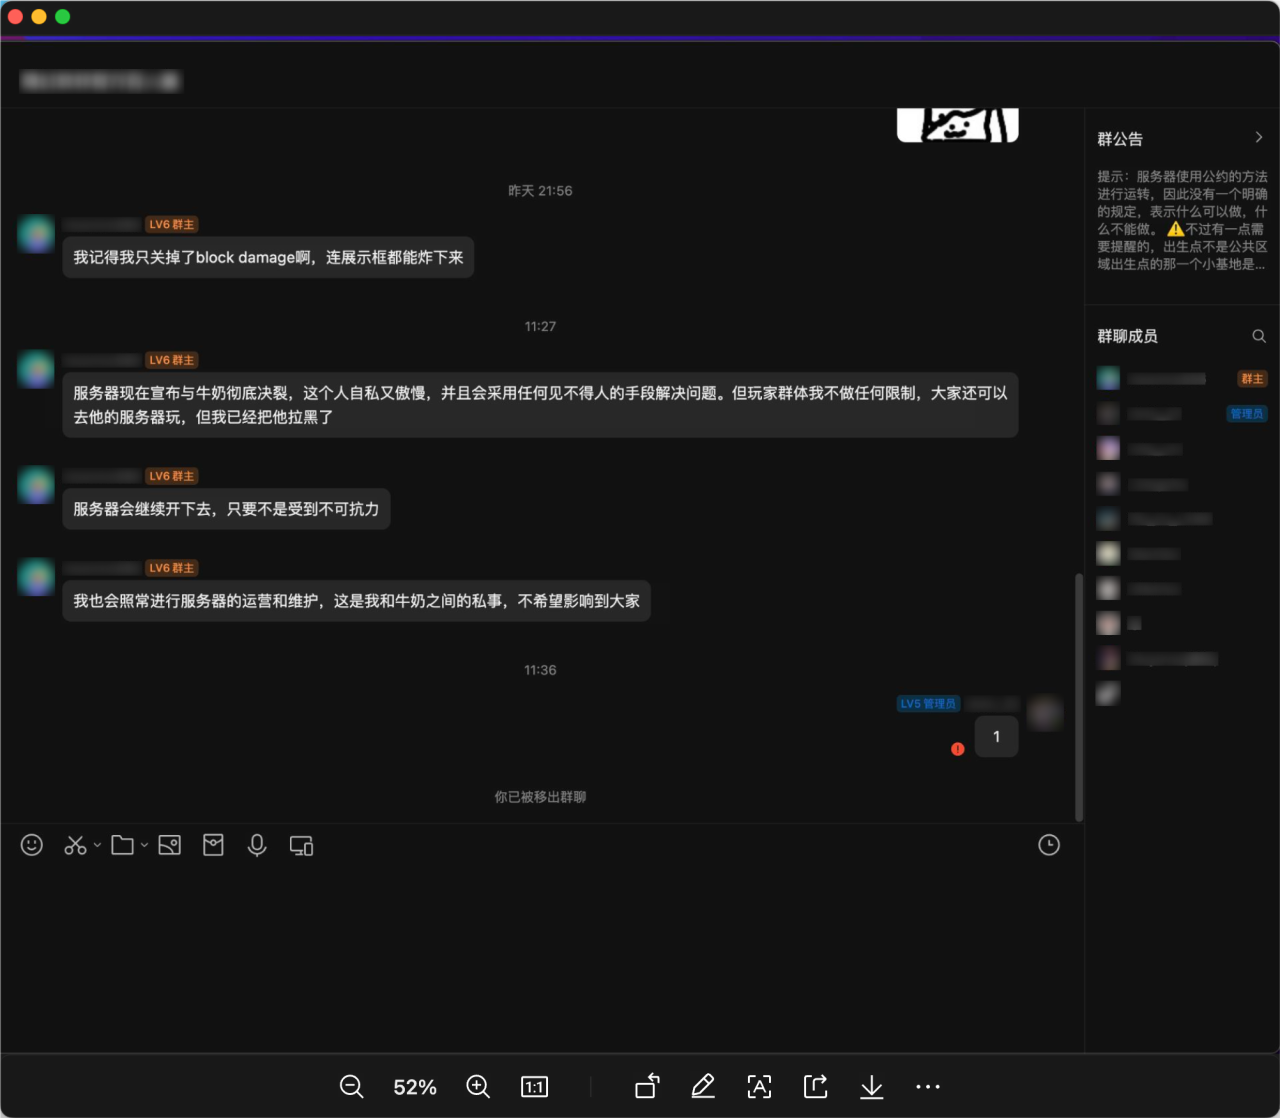 昨天 21:56
LV6 群主
我记得我只关掉了block damage啊，连展示框都能炸下来
11:27
LV6 群主
服务器现在宣布与牛奶彻底决裂，这个人自私又傲慢，并且会采用任何见不得人的手段解决问题。但玩家群体我不做任何限制，大家还可以
去他的服务器玩，但我已经把他拉黑了
LV6 群主
服务器会继续开下去，只要不是受到不可抗力
LV6 群主
我也会照常进行服务器的运营和维护，这是我和牛奶之间的私事，不希望影响到大家
11:36
LV5 管理员
1
你已被移出群聊
群公告
提示：服务器使用公约的方法
进行运转，因此没有一个明确
的规定，表示什么可以做，什
么不能做。⚠️不过有一点需
要提醒的，出生点不是公共区
域出生点的那一个小基地是...
群聊成员
群主
管理员
52%
1:1